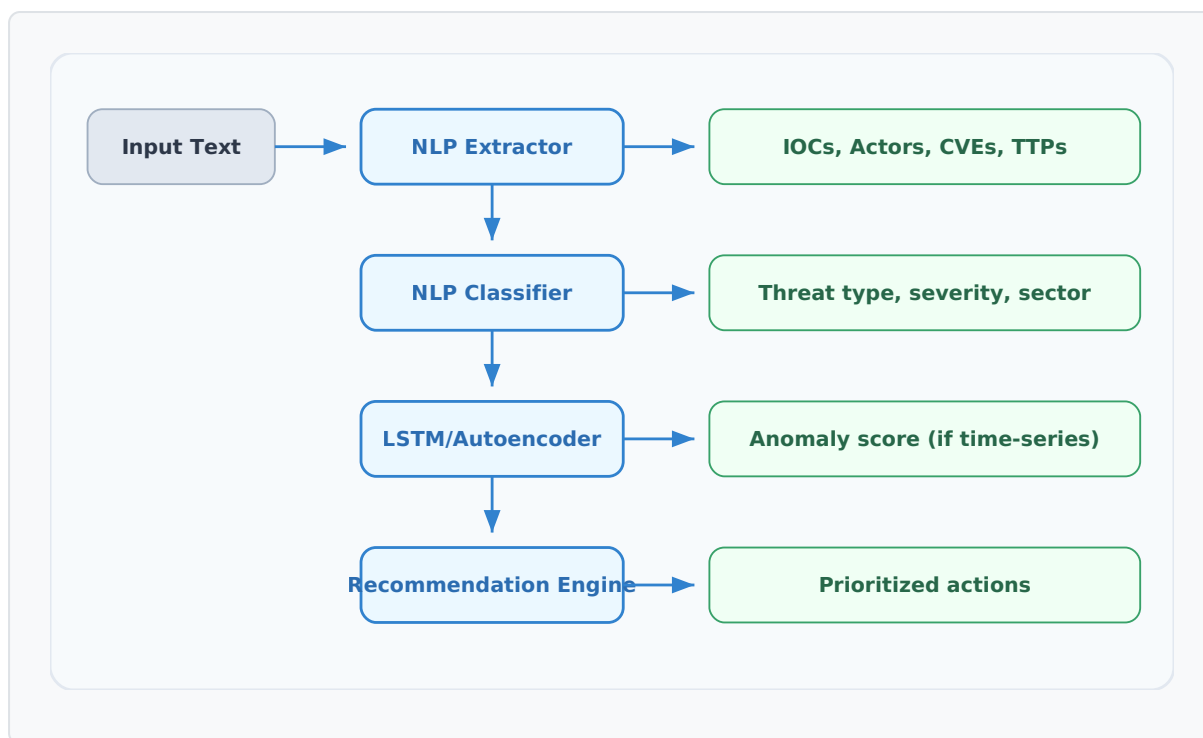 Input Text
NLP Extractor
IOCs, Actors, CVEs, TTPs
NLP Classifier
Threat type, severity, sector
LSTM/Autoencoder
Anomaly score (if time-series)
Recommendation Engine
Prioritized actions